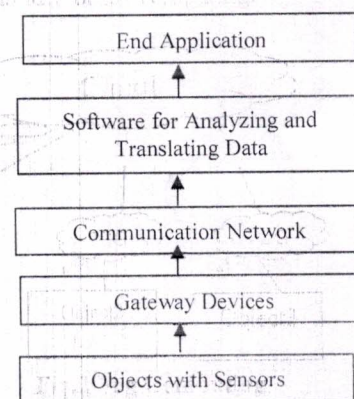 End Application
Software for Analyzing and
Translating Data
Communication Network
Gateway Devices
Objects with Sensors